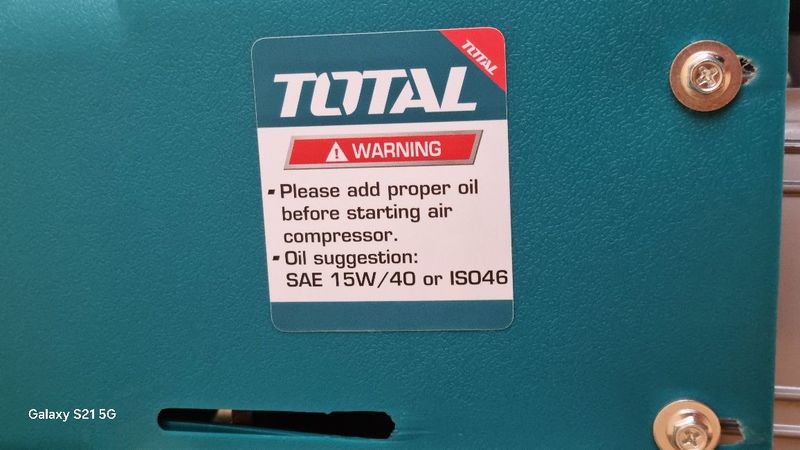 TOTAL
TOTAL
WARNING
▪ Please add proper oil
before starting air
compressor.
▪ Oil suggestion:
SAE 15W/40 or ISO46
Galaxy S21 5G